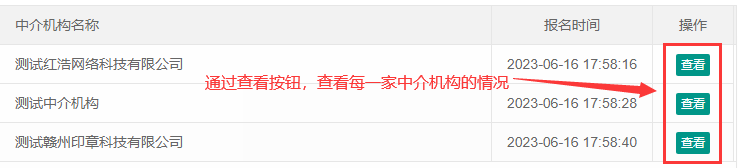 中介机构名称 报名时间 操作
测试红浩网络科技有限公司 2023-06-16 17:58:16 查看
通过查看按钮，查看每一家中介机构的情况
测试中介机构 2023-06-16 17:58:28 查看
测试赣州印章科技有限公司 2023-06-16 17:58:40 查看